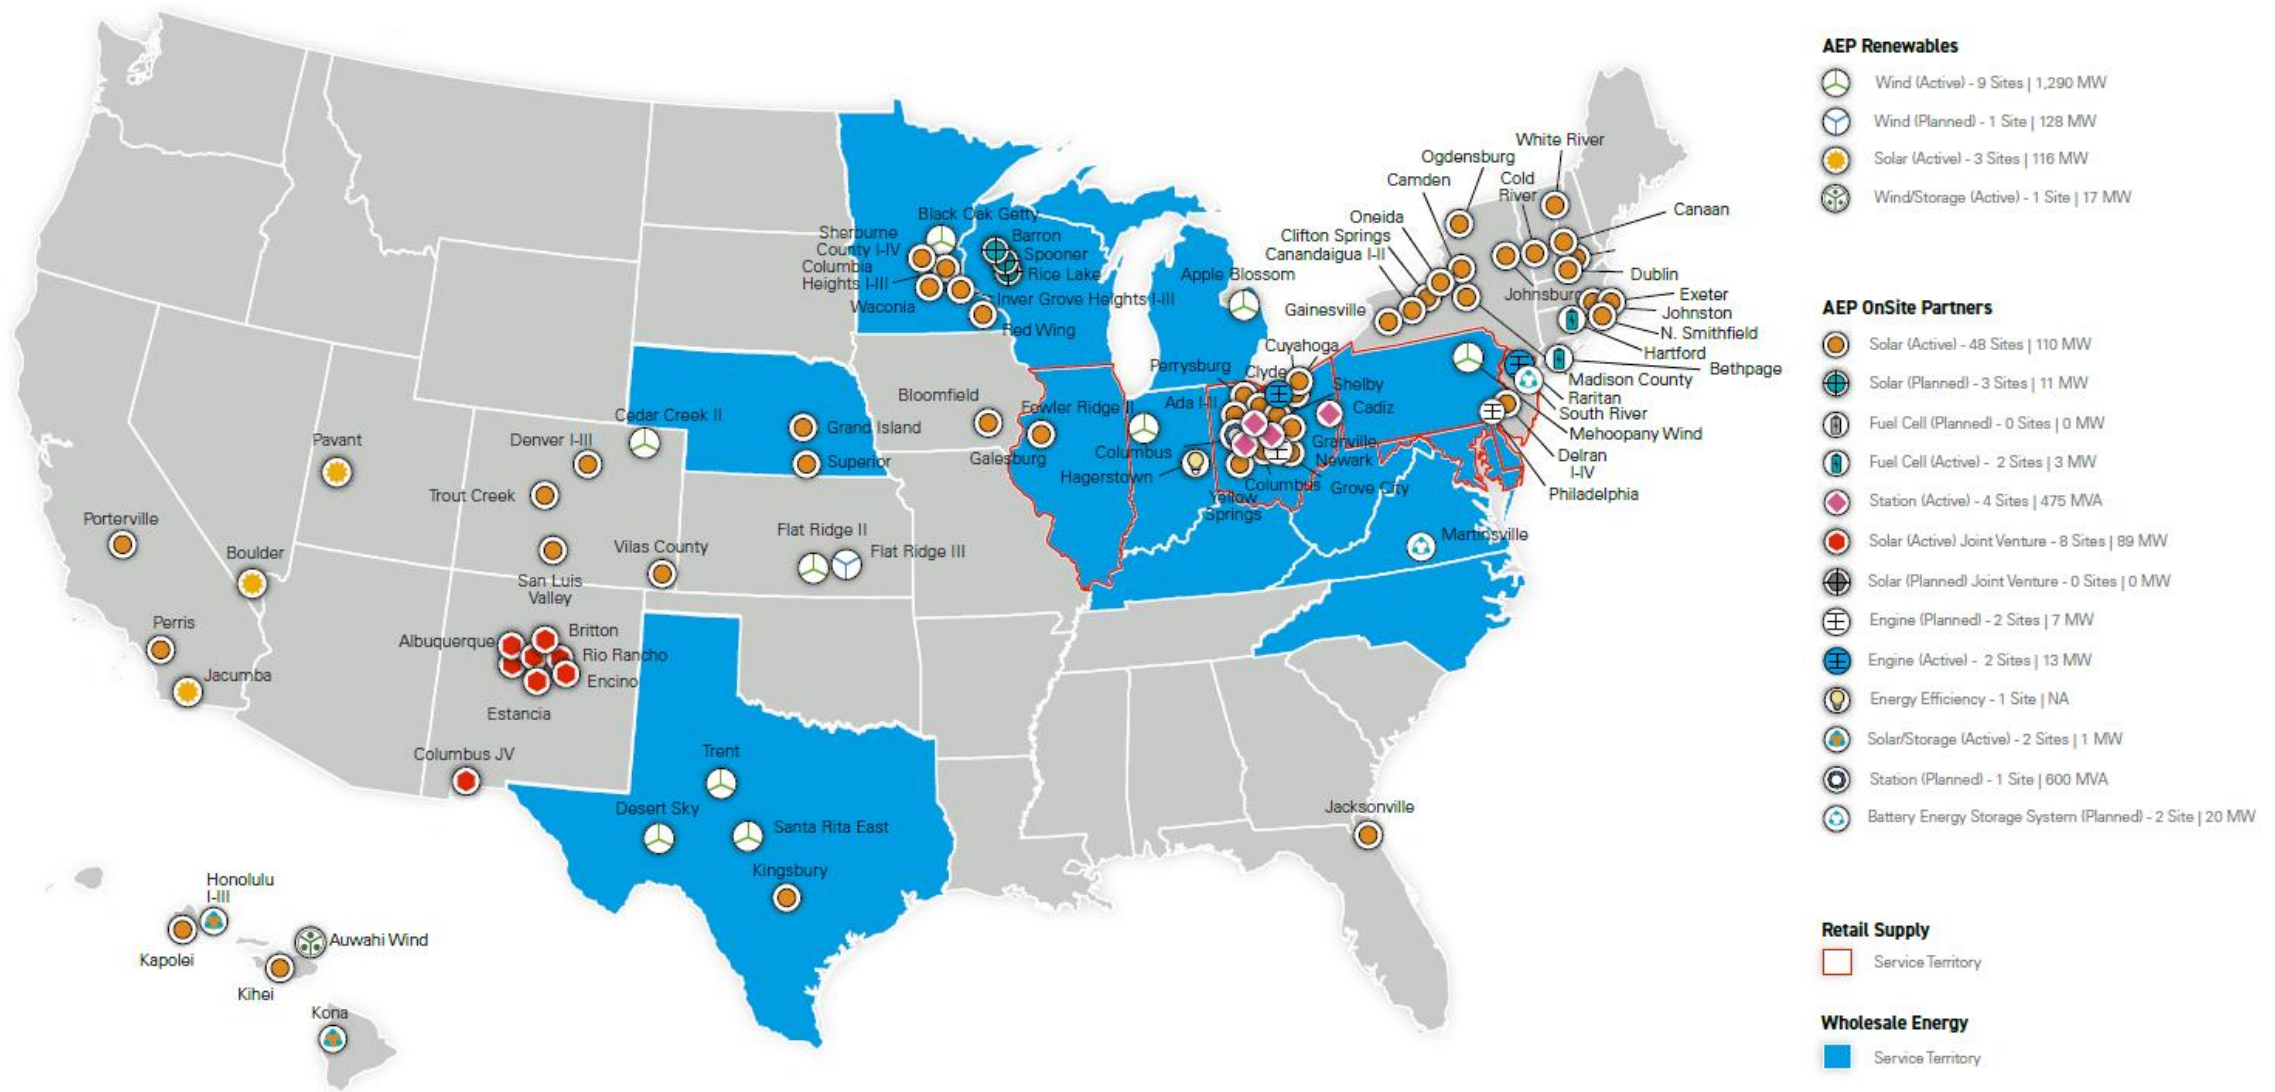 White River
Ogdensburg
Camden
Cold
River
Canaan
Oneida
Clifton Springs
Canandaigua I-II
Black Oak Getty
Sherburne
County I-IV
Barron
Spooner
Rice Lake
Columbia
Heights I-III
Apple Blossom
Dublin
Inver Grove Heights I-III
Waconia
Red Wing
Gainesville
Johnsburg
Exeter
Johnston
N. Smithfield
Hartford
Bethpage
Cuyahoga
Perrysburg
Clyde
Madison County
Raritan
South River
Mehoopany Wind
Delran
I-IV
Philadelphia
Shelby
Cadiz
Ada I-III
Bloomfield
Fowler Ridge II
Cedar Creek II
Grand Island
Superior
Galesburg
Columbus
Hagerstown
Granville
Newark
Columbus
Grove City
Yellow
Springs
Pavant
Denver I-III
Trout Creek
Porterville
Boulder
San Luis
Valley
Vilas County
Flat Ridge II
Flat Ridge III
Martinsville
Perris
Jacumba
Albuquerque
Britton
Rio Rancho
Encino
Estancia
Columbus JV
Trent
Desert Sky
Santa Rita East
Kingsbury
Jacksonville
Honolulu
I-III
Kapolei
Auwahi Wind
Kihei
Kona
AEP Renewables
Wind (Active) - 9 Sites | 1,290 MW
Wind (Planned) - 1 Site | 128 MW
Solar (Active) - 3 Sites | 116 MW
Wind/Storage (Active) - 1 Site | 17 MW
AEP OnSite Partners
Solar (Active) - 48 Sites | 110 MW
Solar (Planned) - 3 Sites | 11 MW
Fuel Cell (Planned) - 0 Sites | 0 MW
Fuel Cell (Active) - 2 Sites | 3 MW
Station (Active) - 4 Sites | 475 MVA
Solar (Active) Joint Venture - 8 Sites | 89 MW
Solar (Planned) Joint Venture - 0 Sites | 0 MW
Engine (Planned) - 2 Sites | 7 MW
Engine (Active) - 2 Sites | 13 MW
Energy Efficiency - 1 Site | NA
Solar/Storage (Active) - 2 Sites | 1 MW
Station (Planned) - 1 Site | 600 MVA
Battery Energy Storage System (Planned) - 2 Site | 20 MW
Retail Supply
Service Territory
Wholesale Energy
Service Territory